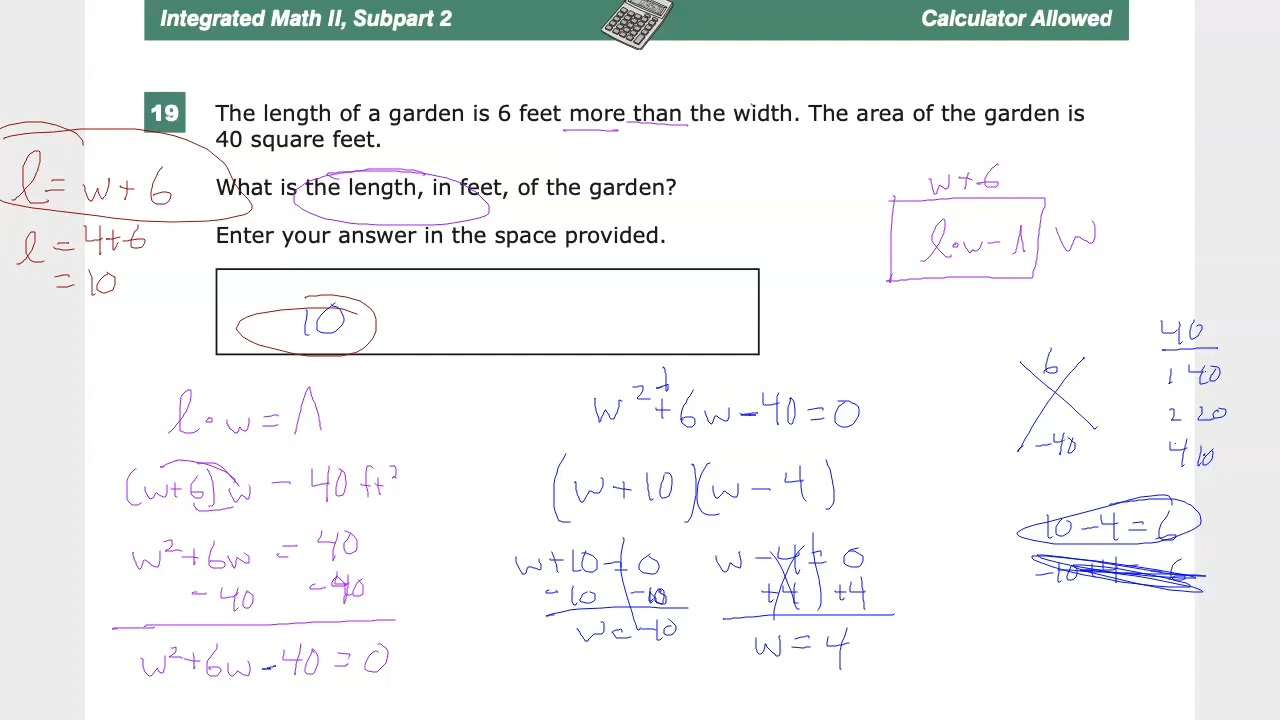 Integrated Math II, Subpart 2
Calculator Allowed
19
The length of a garden is 6 feet more than the width. The area of the garden is
40 square feet.
What is the length, in feet, of the garden?
Enter your answer in the space provided.
l = w + 6
l = 4+6
= 10
10
w+6
l·w = A
w
l·w = A
(w+6)w = 40 ft²
w²+6w = 40
-40 -40
w²+6w-40=0
w²+6w-40=0
(w+10)(w-4)
w+10=0
-10 -10
w=-10
w-4=0
+4 +4
w=4
6
-40
40
1 40
2 20
4 10
10-4=6
-10+4=-6